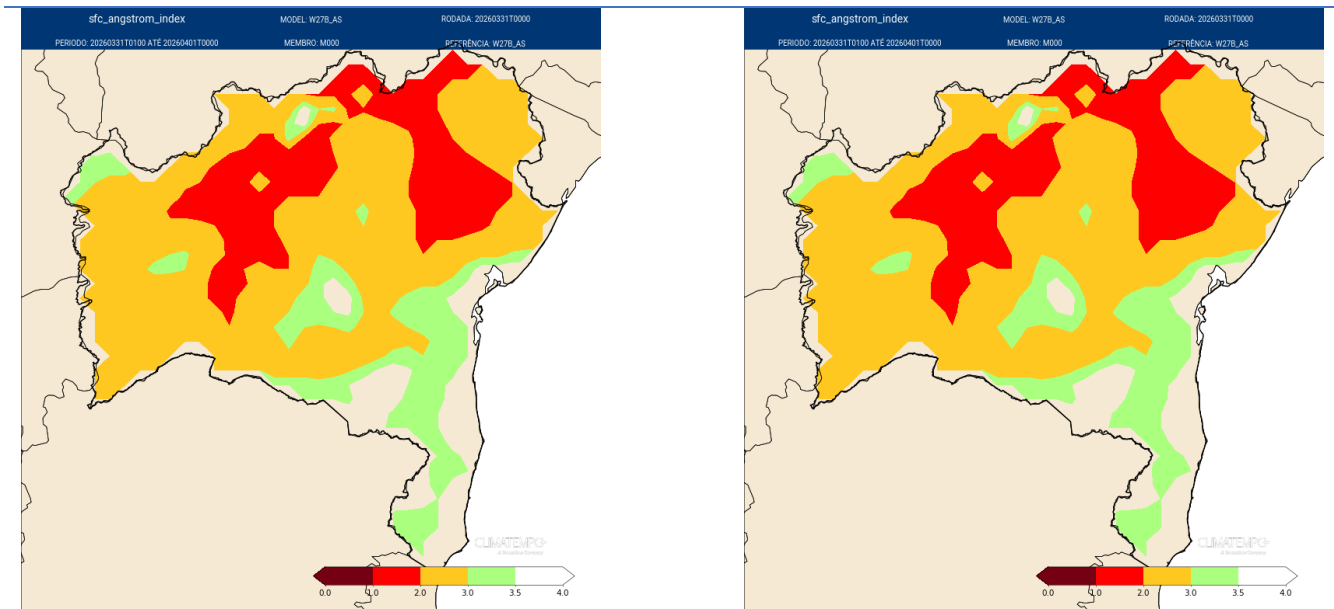 sfc_angstrom_index MODEL: W27B_AS RODADA: 20260331T0000
PERIODO: 20260331T0100 ATÉ 20260401T0000 MEMBRO: M000 REFERÊNCIA: W27B_AS
CLIMATEMPO
0.0 1.0 2.0 3.0 3.5 4.0
sfc_angstrom_index MODEL: W27B_AS RODADA: 20260331T0000
PERIODO: 20260331T0100 ATÉ 20260401T0000 MEMBRO: M000 REFERÊNCIA: W27B_AS
CLIMATEMPO
0.0 1.0 2.0 3.0 3.5 4.0